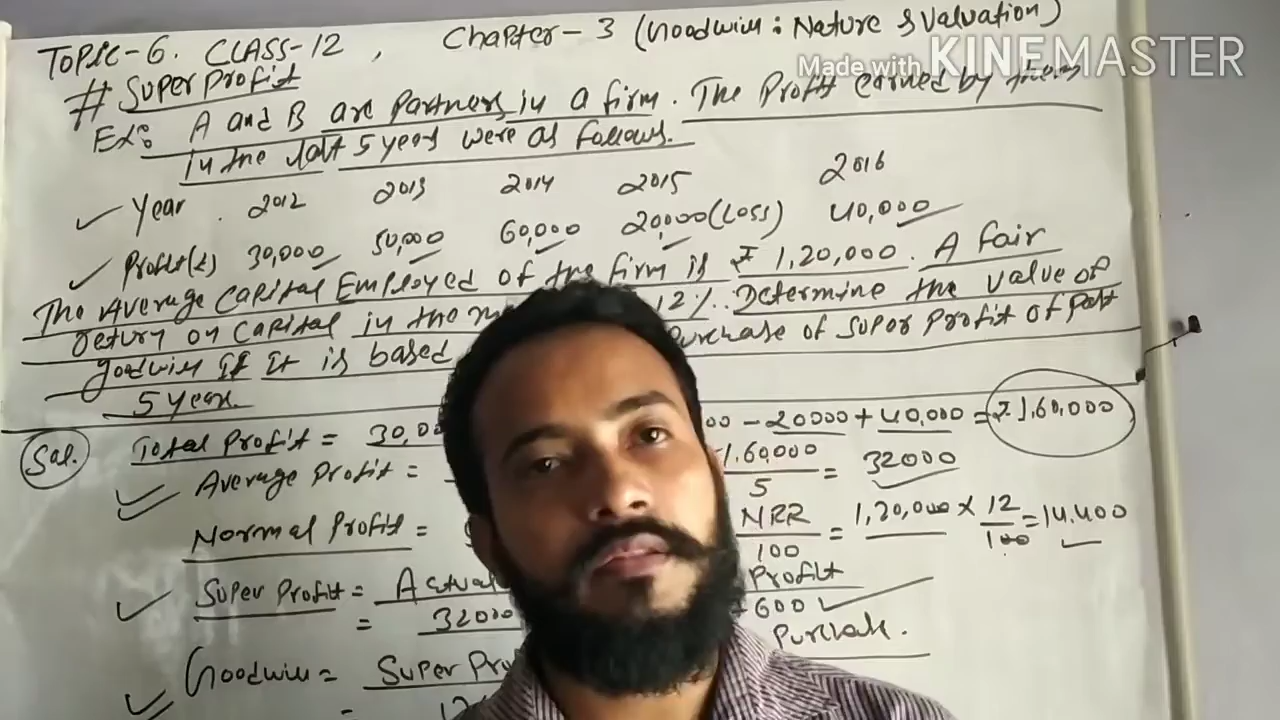 Topic-6. CLASS-12, Chapter-3 (Goodwill: Nature & Valuation)
Made with KINEMASTER
# Super Profit
Ex: A and B are Partners in a firm. The Profit earned by them
in the last 5 years were as follows.
Year 2012 2013 2014 2015 2016
Profit(₹) 30,000 50,000 60,000 20,000 (Loss) 40,000
The Average Capital Employed of the firm is ₹ 1,20,000. A fair
return on Capital in the 12%. Determine the value of
goodwill if it is based Purchase of Super Profit of Past
5 year.
Sol. Total Profit = 30,00 00 - 20000 + 40,000 = ₹ 1,60,000
Average Profit = 1,60,000 / 5 = 32000
Normal Profit = NRR / 100 = 1,20,000 × 12 / 100 = 14,400
Super Profit = Actual Profit
= 32000 600
Goodwill = Super Pro Purchase.
=